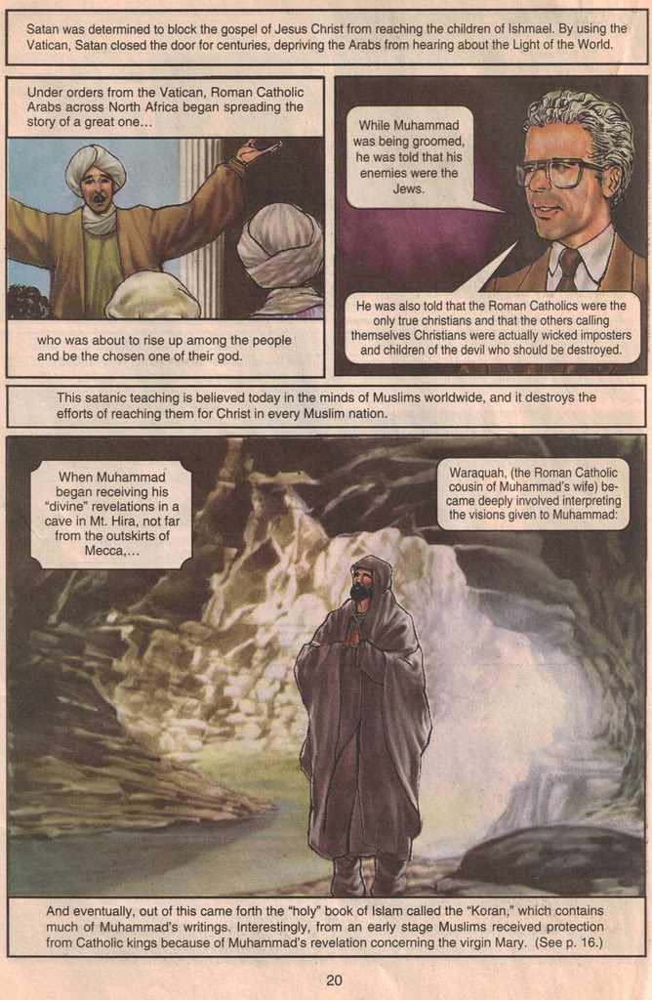 Satan was determined to block the gospel of Jesus Christ from reaching the children of Ishmael. By using the
Vatican, Satan closed the door for centuries, depriving the Arabs from hearing about the Light of the World.
Under orders from the Vatican, Roman Catholic
Arabs across North Africa began spreading the
story of a great one...
who was about to rise up among the people
and be the chosen one of their god.
While Muhammad
was being groomed,
he was told that his
enemies were the
Jews.
He was also told that the Roman Catholics were the
only true christians and that the others calling
themselves Christians were actually wicked imposters
and children of the devil who should be destroyed.
This satanic teaching is believed today in the minds of Muslims worldwide, and it destroys the
efforts of reaching them for Christ in every Muslim nation.
When Muhammad
began receiving his
“divine” revelations in a
cave in Mt. Hira, not far
from the outskirts of
Mecca,...
Waraquah, (the Roman Catholic
cousin of Muhammad's wife) be-
came deeply involved interpreting
the visions given to Muhammad:
And eventually, out of this came forth the “holy” book of Islam called the “Koran,” which contains
much of Muhammad's writings. Interestingly, from an early stage Muslims received protection
from Catholic kings because of Muhammad's revelation concerning the virgin Mary. (See p. 16.)
20